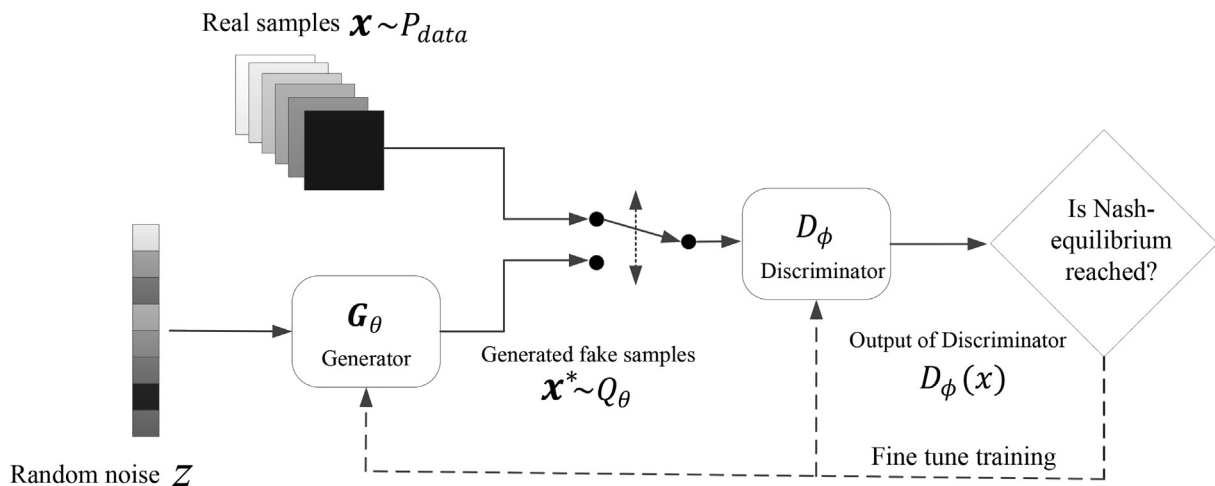 Real samples 𝒙~P_data
G_θ
Generator
Random noise z
Generated fake samples
𝒙*~Q_θ
D_ϕ
Discriminator
Output of Discriminator
D_ϕ(x)
Is Nash-
equilibrium
reached?
Fine tune training